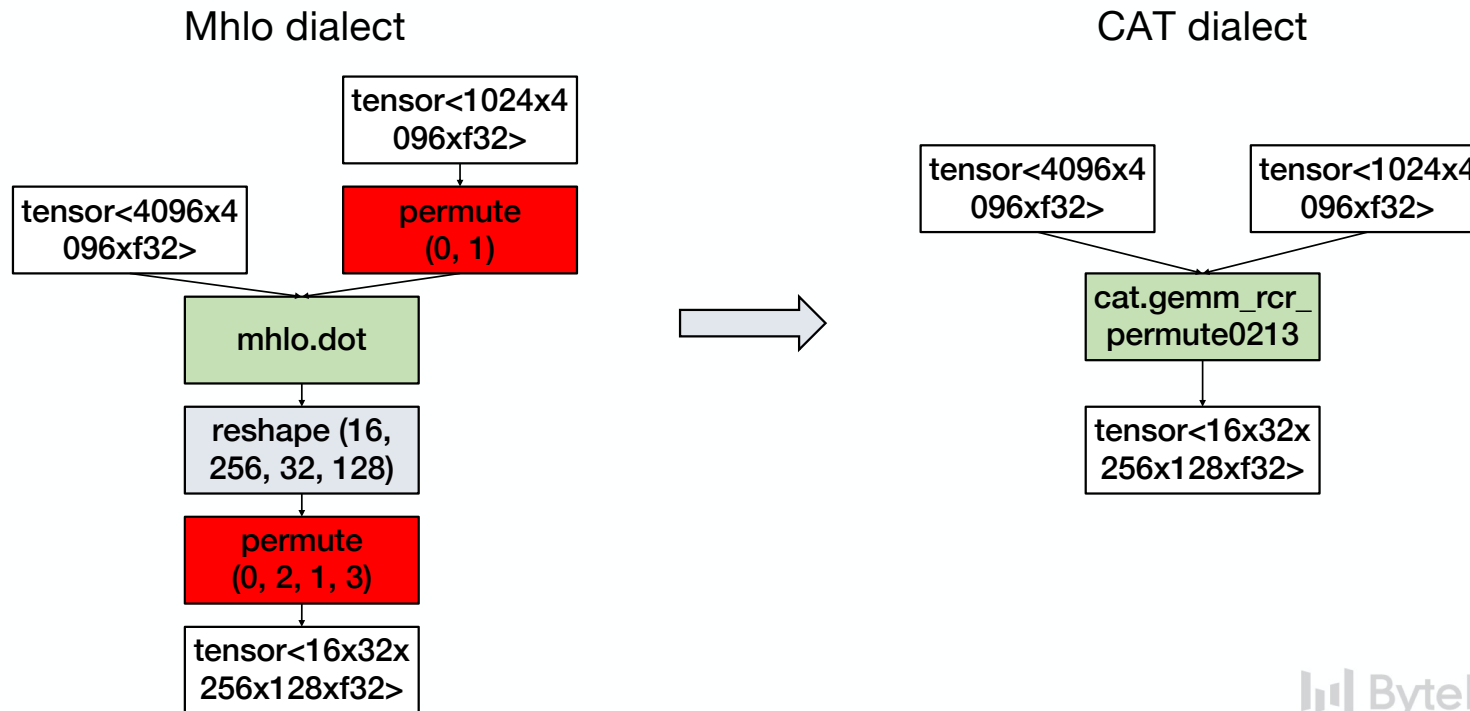 Mhlo dialect
CAT dialect
tensor<1024x4
096xf32>
tensor<4096x4
096xf32>
permute
(0, 1)
mhlo.dot
reshape (16,
256, 32, 128)
permute
(0, 2, 1, 3)
tensor<16x32x
256x128xf32>
tensor<4096x4
096xf32>
tensor<1024x4
096xf32>
cat.gemm_rcr_
permute0213
tensor<16x32x
256x128xf32>